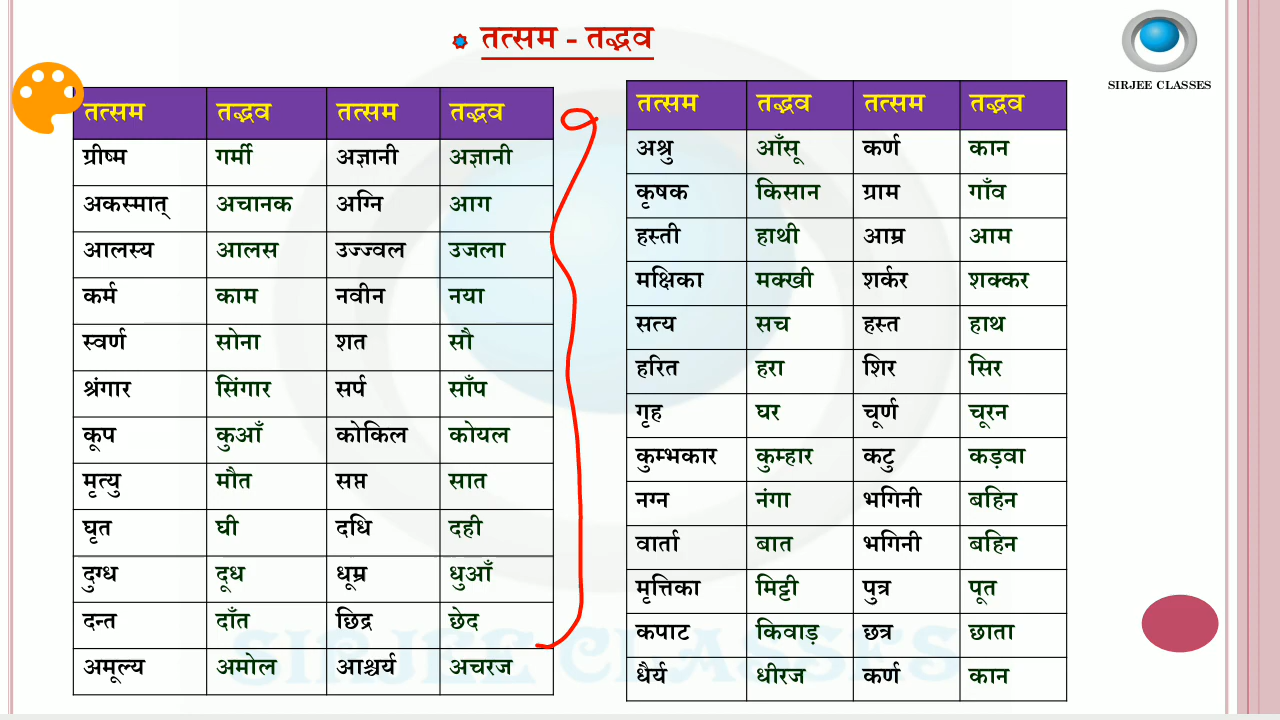 तत्सम - तद्भव
SIRJEE CLASSES
तत्सम तद्भव तत्सम तद्भव
ग्रीष्म गर्मी अज्ञानी अज्ञानी
अकस्मात् अचानक अग्नि आग
आलस्य आलस उज्ज्वल उजला
कर्म काम नवीन नया
स्वर्ण सोना शत सौ
श्रंगार सिंगार सर्प साँप
कूप कुआँ कोकिल कोयल
मृत्यु मौत सप्त सात
घृत घी दधि दही
दुग्ध दूध धूम्र धुआँ
दन्त दाँत छिद्र छेद
अमूल्य अमोल आश्चर्य अचरज
तत्सम तद्भव तत्सम तद्भव
अश्रु आँसू कर्ण कान
कृषक किसान ग्राम गाँव
हस्ती हाथी आम्र आम
मक्षिका मक्खी शर्कर शक्कर
सत्य सच हस्त हाथ
हरित हरा शिर सिर
गृह घर चूर्ण चूरन
कुम्भकार कुम्हार कटु कड़वा
नग्न नंगा भगिनी बहिन
वार्ता बात भगिनी बहिन
मृत्तिका मिट्टी पुत्र पूत
कपाट किवाड़ छत्र छाता
धैर्य धीरज कर्ण कान
SIRJEE CLASSES